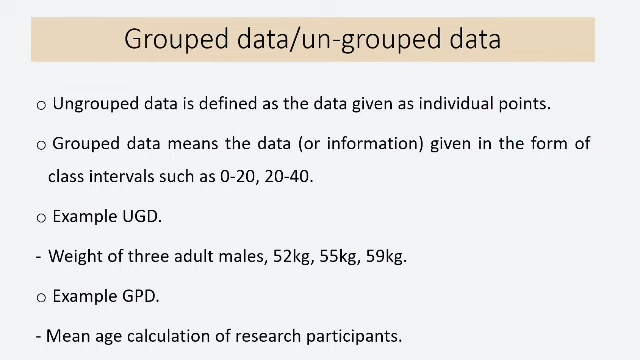 Grouped data/un-grouped data
o Ungrouped data is defined as the data given as individual points.
o Grouped data means the data (or information) given in the form of
class intervals such as 0-20, 20-40.
o Example UGD.
- Weight of three adult males, 52kg, 55kg, 59kg.
o Example GPD.
- Mean age calculation of research participants.